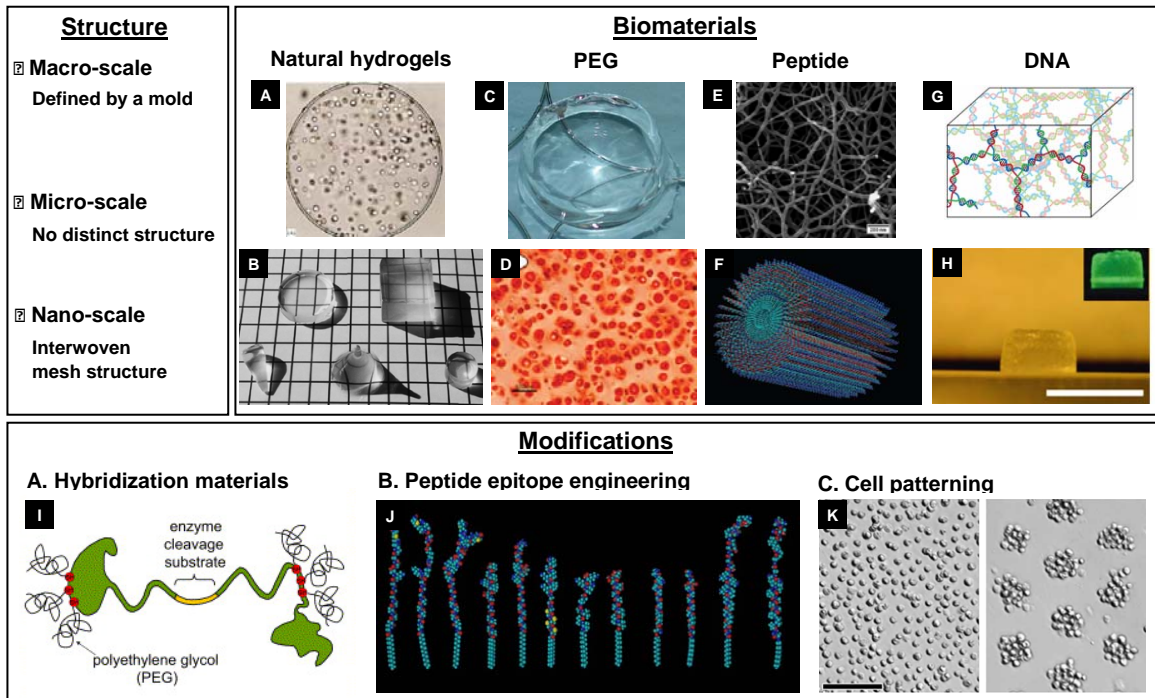 Structure
⍰ Macro-scale
Defined by a mold
⍰ Micro-scale
No distinct structure
⍰ Nano-scale
Interwoven
mesh structure
Biomaterials
Natural hydrogels
PEG
Peptide
DNA
A
C
E
G
B
D
F
H
Modifications
A. Hybridization materials
B. Peptide epitope engineering
C. Cell patterning
I
enzyme
cleavage
substrate
polyethylene glycol
(PEG)
J
K